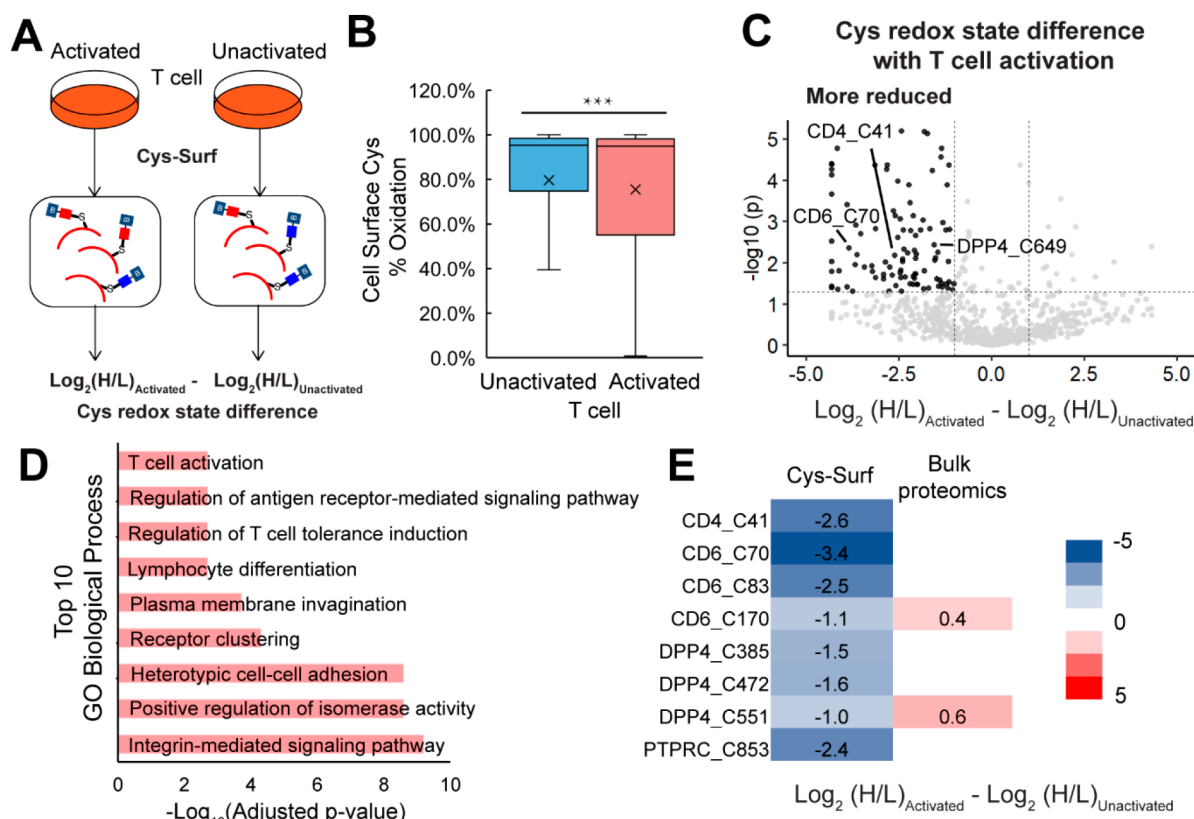 A
Activated
Unactivated
T cell
Cys-Surf
B
S
B
S
S
B
B
S
B
S
S
B
Log2(H/L)Activated - Log2(H/L)Unactivated
Cys redox state difference
B
Cell Surface Cys
% Oxidation
120.0%
100.0%
80.0%
60.0%
40.0%
20.0%
0.0%
***
Unactivated
Activated
T cell
C
Cys redox state difference
with T cell activation
More reduced
CD4_C41
CD6_C70
DPP4_C649
-log10 (p)
5
4
3
2
1
0
-5.0
-2.5
0.0
2.5
5.0
Log2 (H/L)Activated - Log2 (H/L)Unactivated
D
Top 10
GO Biological Process
T cell activation
Regulation of antigen receptor-mediated signaling pathway
Regulation of T cell tolerance induction
Lymphocyte differentiation
Plasma membrane invagination
Receptor clustering
Heterotypic cell-cell adhesion
Positive regulation of isomerase activity
Integrin-mediated signaling pathway
0 2 4 6 8 10
-Log10(Adjusted p-value)
E
Cys-Surf
Bulk
proteomics
CD4_C41 -2.6
CD6_C70 -3.4
CD6_C83 -2.5
CD6_C170 -1.1 0.4
DPP4_C385 -1.5
DPP4_C472 -1.6
DPP4_C551 -1.0 0.6
PTPRC_C853 -2.4
-5
0
5
Log2 (H/L)Activated - Log2 (H/L)Unactivated